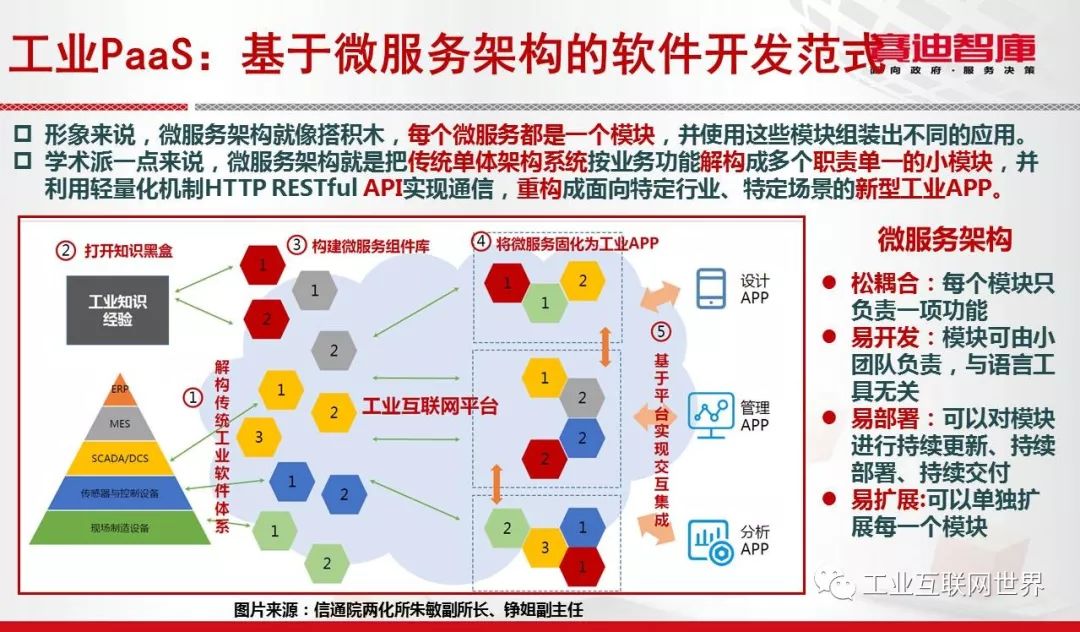 工业PaaS：基于微服务架构的软件开发范式
赛迪智库
面向政府·服务决策
□ 形象来说，微服务架构就像搭积木，每个微服务都是一个模块，并使用这些模块组装出不同的应用。
□ 学术派一点来说，微服务架构就是把传统单体架构系统按业务功能解构成多个职责单一的小模块，并
利用轻量化机制HTTP RESTful API实现通信，重构成面向特定行业、特定场景的新型工业APP。
② 打开知识黑盒
工业知识
经验
ERP
MES
SCADA/DCS
传感器与控制设备
现场制造设备
①
解构传统工业软件体系
③ 构建微服务组件库
1
1
2
2
1
2
3
1
2
1
2
工业互联网平台
④ 将微服务固化为工业APP
1
2
1
1
2
2
2
2
1
3
1
⑤
基于平台实现交互集成
设计
APP
管理
APP
分析
APP
微服务架构
● 松耦合：每个模块只
负责一项功能
● 易开发：模块可由小
团队负责，与语言工
具无关
● 易部署：可以对模块
进行持续更新、持续
部署、持续交付
● 易扩展:可以单独扩
展每一个模块
图片来源：信通院两化所朱敏副所长、铮姐副主任
工业互联网世界